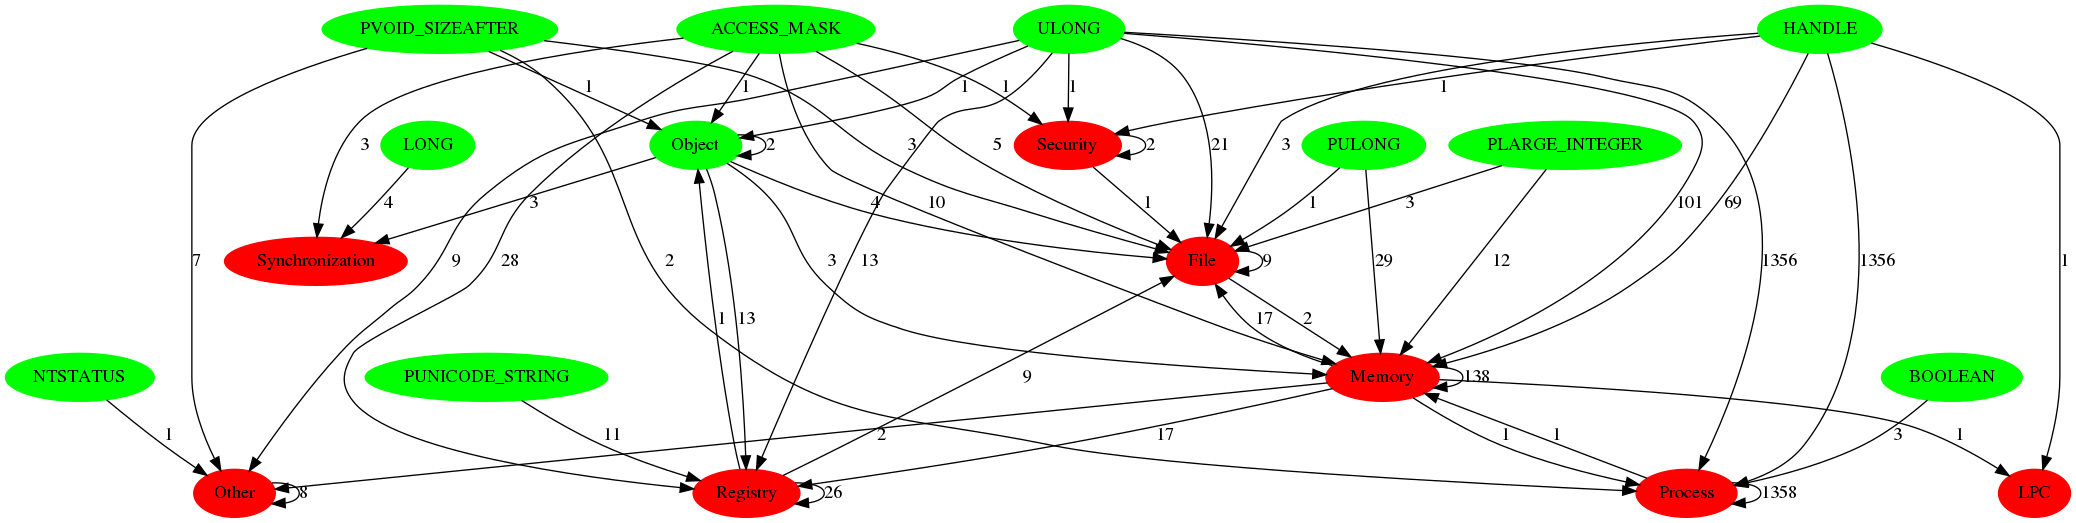 PVOID_SIZEAFTER ACCESS_MASK ULONG HANDLE
1 1 1 1 1 1
3 LONG Object 2 3 5 Security 2 21 3 PULONG PLARGE_INTEGER
4 3 4 10 1 1 3 101 69
7 9 28 Synchronization 2 3 13 File 9 29 12 1356 1356 1
1 13 17 2
NTSTATUS PUNICODE_STRING 9 Memory 138 BOOLEAN
1 11 2 17 1 1 3 1
Other 8 Registry 26 Process 1358 LPC